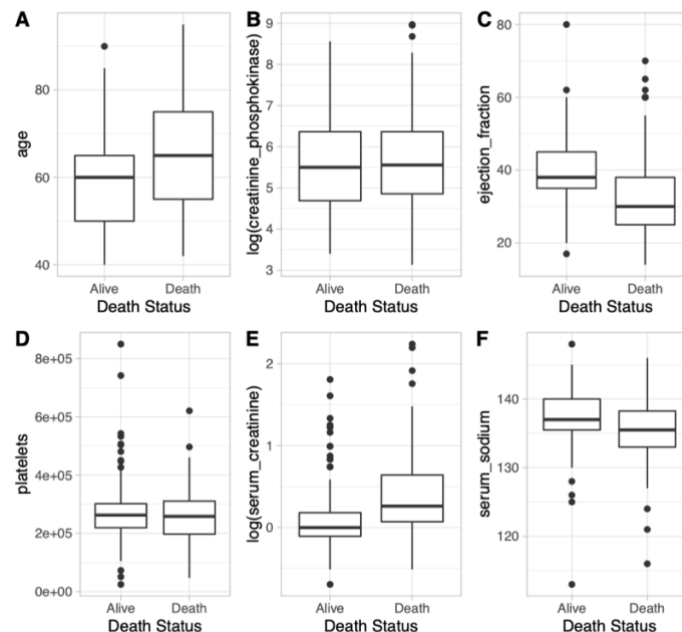 A
80
60
40
age
Alive
Death
Death Status
B
9
8
7
6
5
4
3
log(creatinine_phosphokinase)
Alive
Death
Death Status
C
80
60
40
20
ejection_fraction
Alive
Death
Death Status
D
8e+05
6e+05
4e+05
2e+05
0e+00
platelets
Alive
Death
Death Status
E
2
1
0
log(serum_creatinine)
Alive
Death
Death Status
F
140
130
120
serum_sodium
Alive
Death
Death Status